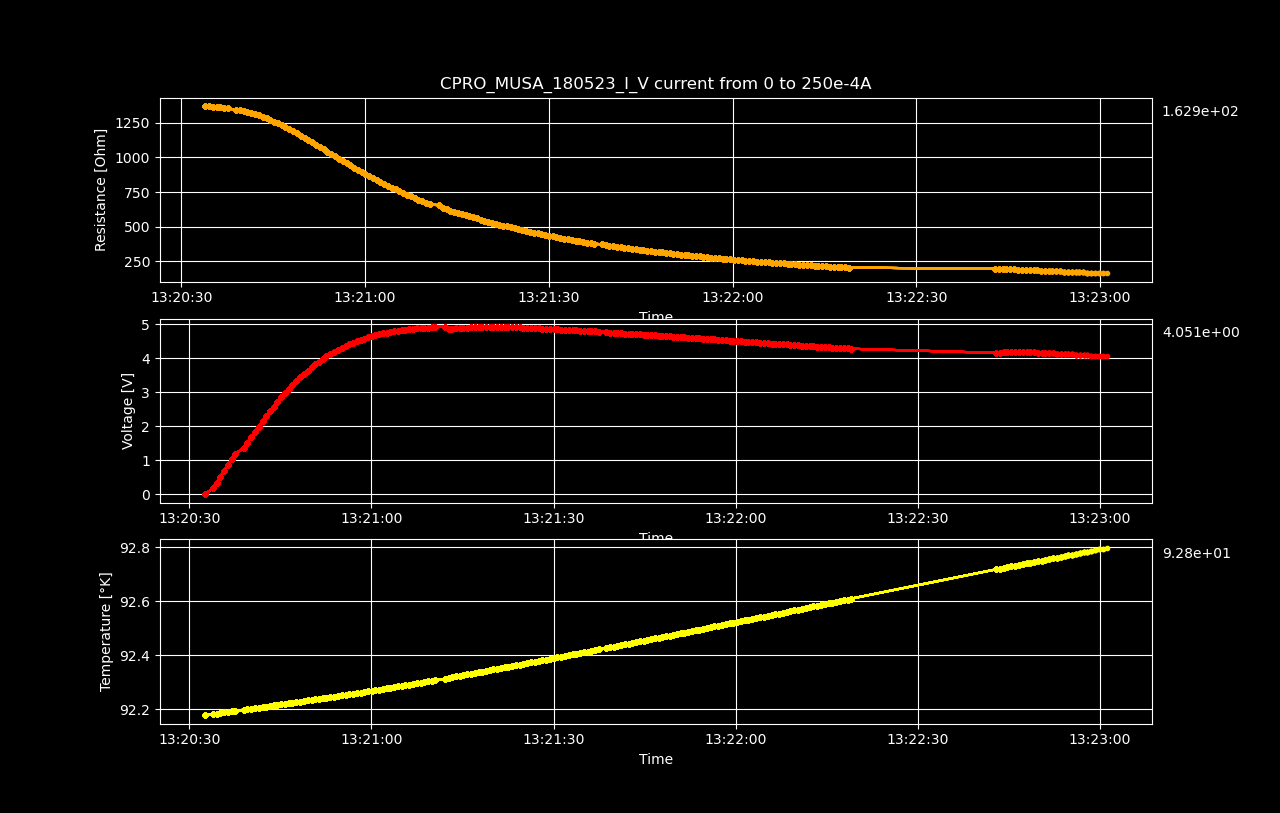 CPRO_MUSA_180523_I_V current from 0 to 250e-4A
1.629e+02
Resistance [Ohm]
1250
1000
750
500
250
13:20:30 13:21:00 13:21:30 13:22:00 13:22:30 13:23:00
Time
4.051e+00
Voltage [V]
5
4
3
2
1
0
13:20:30 13:21:00 13:21:30 13:22:00 13:22:30 13:23:00
Time
9.28e+01
Temperature [°K]
92.8
92.6
92.4
92.2
13:20:30 13:21:00 13:21:30 13:22:00 13:22:30 13:23:00
Time